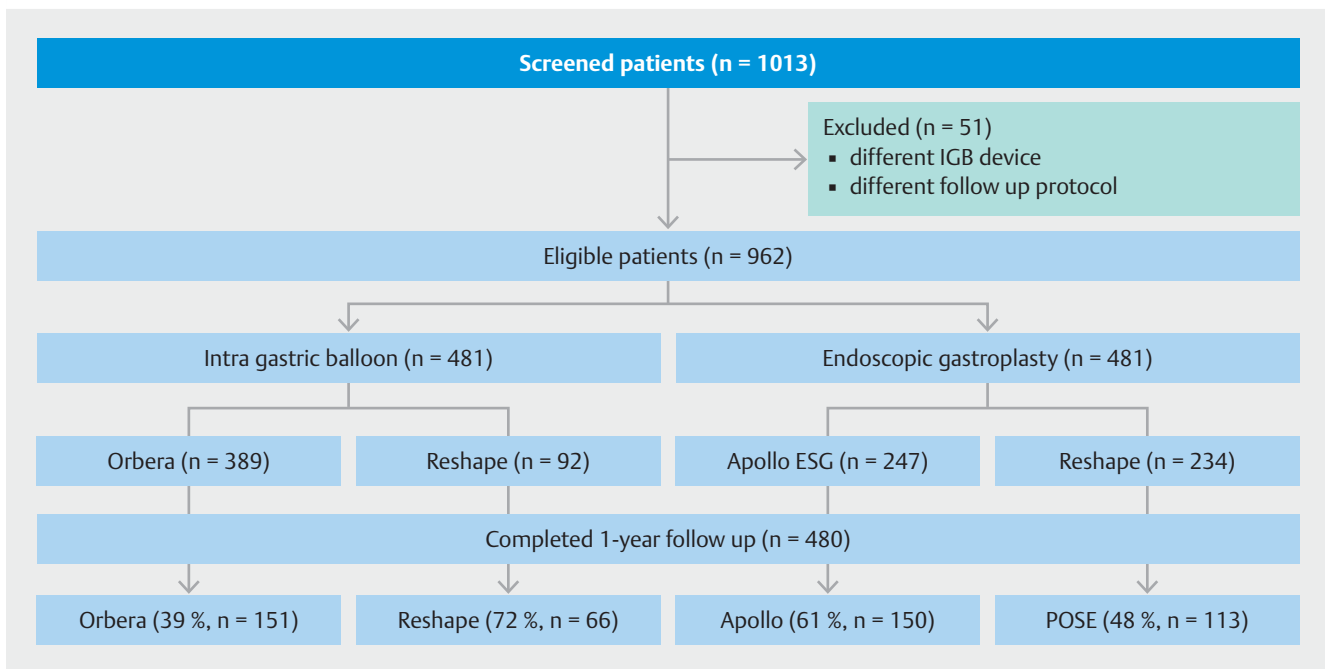 Screened patients (n = 1013)
Excluded (n = 51)
▪ different IGB device
▪ different follow up protocol
Eligible patients (n = 962)
Intra gastric balloon (n = 481)
Endoscopic gastroplasty (n = 481)
Orbera (n = 389)
Reshape (n = 92)
Apollo ESG (n = 247)
Reshape (n = 234)
Completed 1-year follow up (n = 480)
Orbera (39 %, n = 151)
Reshape (72 %, n = 66)
Apollo (61 %, n = 150)
POSE (48 %, n = 113)